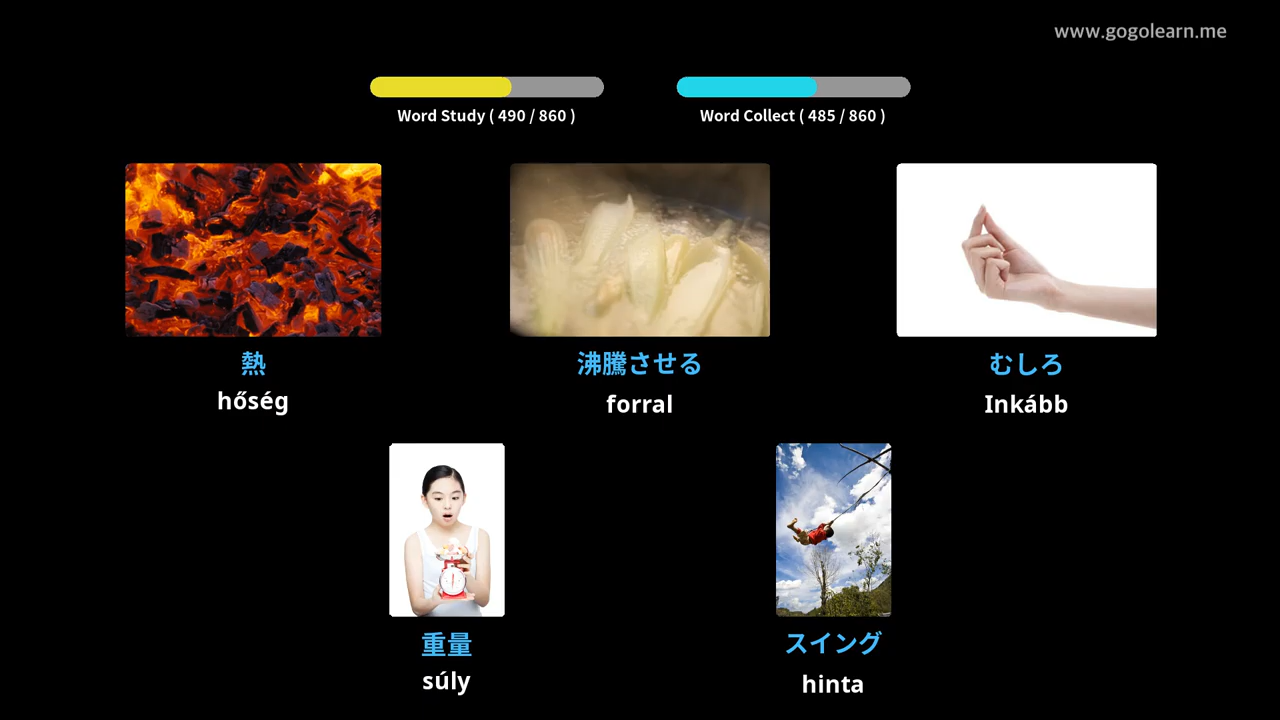 www.gogolearn.me
Word Study ( 490 / 860 )
Word Collect ( 485 / 860 )
熱
hőség
沸騰させる
forral
むしろ
Inkább
重量
súly
スイング
hinta